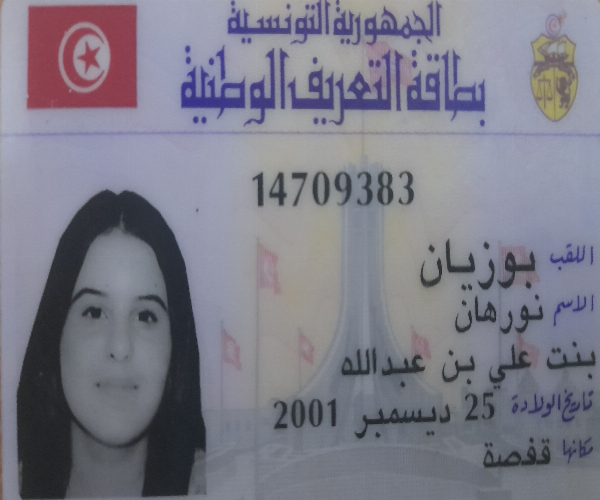 الجمهورية التونسية
بطاقة التعريف الوطنية
14709383
اللقب بوزيان
الاسم نورهان
بنت علي بن عبدالله
تاريخ الولادة 25 ديسمبر 2001
مكانها قفصة